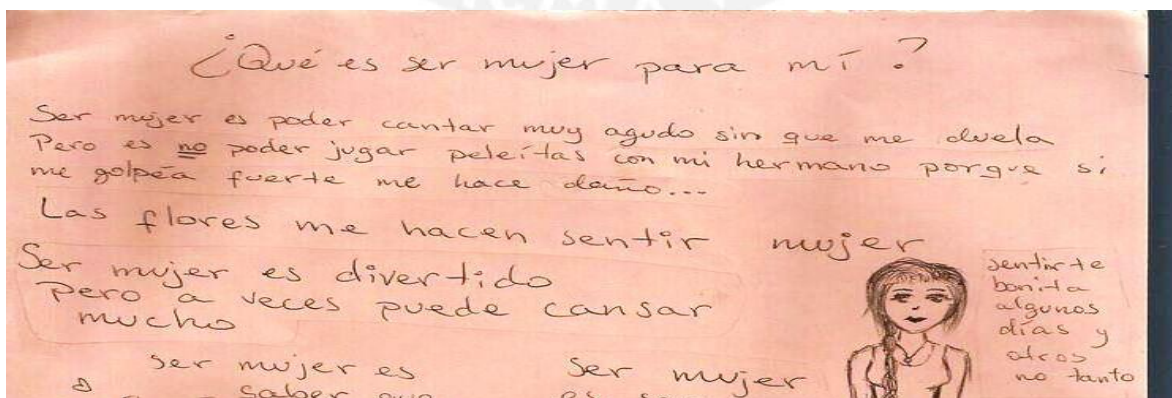 ¿Qué es ser mujer para mí?
Ser mujer es poder cantar muy agudo sin que me duela
Pero es no poder jugar peleítas con mi hermano porque si
me golpéa fuerte me hace daño...
Las flores me hacen sentir mujer
Ser mujer es divertido
Pero a veces puede cansar
mucho
sentirte
bonita
algunos
días y
otros
no tanto
ser mujer es
saber que
Ser mujer